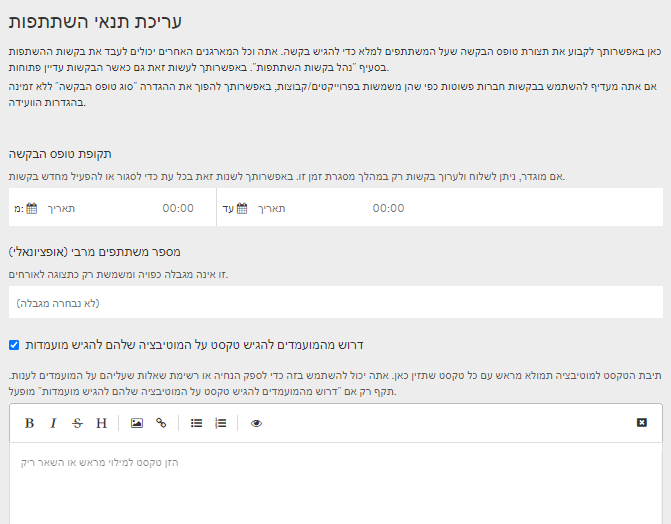 עריכת תנאי השתתפות
כאן באפשרותך לקבוע את תצורת טופס הבקשה שעל המשתתפים למלא כדי להגיש בקשה. אתה וכל המארגנים האחרים יכולים לעבד את בקשות ההשתפות
בסעיף "נהל בקשות השתתפות". באפשרותך לעשות זאת גם כאשר הבקשות עדיין פתוחות.
אם אתה מעדיף להשתמש בבקשות חברות פשוטות כפי שהן משמשות בפרוייקטים/קבוצות, באפשרותך להפוך את ההגדרה "סוג טופס הבקשה" ללא זמינה
בהגדרות הוועידה.
תקופת טופס הבקשה
אם מוגדר, ניתן לשלוח ולערוך בקשות רק במהלך מסגרת זמן זו. באפשרותך לשנות זאת בכל עת כדי לסגור או להפעיל מחדש בקשות.
מ: תאריך 00:00 עד תאריך 00:00
מספר משתתפים מרבי (אופציונאלי)
זו אינה מגבלה כפויה ומשמשת רק כתצוגה לאורחים.
(לא נבחרה מגבלה)
דרוש מהמועמדים להגיש טקסט על המוטיבציה שלהם להגיש מועמדות
תיבת הטקסט למוטיבציה תמולא מראש עם כל טקסט שתזין כאן. אתה יכול להשתמש בזה כדי לספק הנחיה או רשימת שאלות שעליהם על המועמדים לענות.
תקף רק אם "דרוש מהמועמדים להגיש טקסט על המוטיבציה שלהם להגיש מועמדות" מופעל.
B I S H
הזן טקסט למילוי מראש או השאר ריק